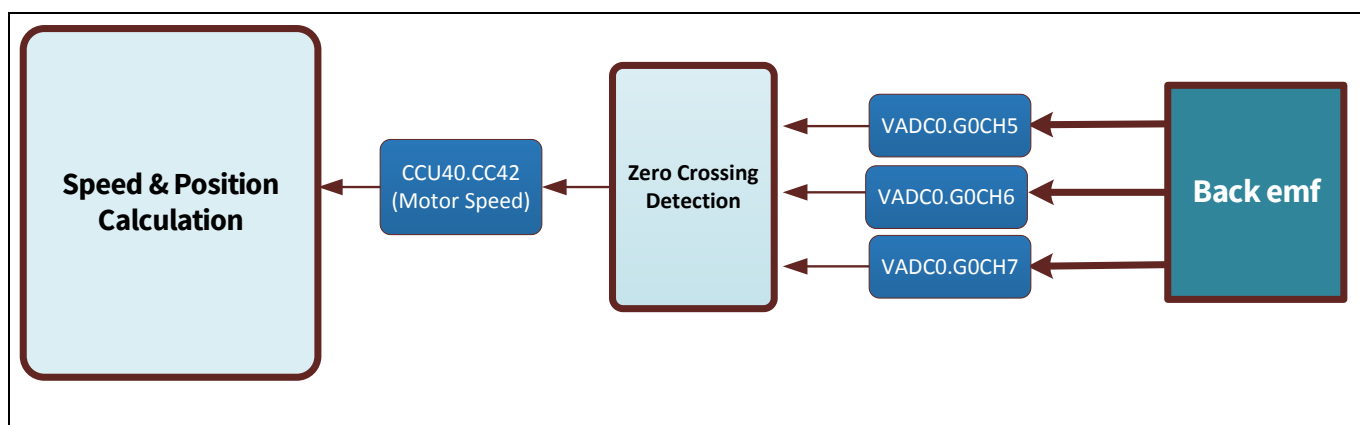 Speed & Position
Calculation
CCU40.CC42
(Motor Speed)
Zero Crossing
Detection
VADC0.G0CH5
VADC0.G0CH6
VADC0.G0CH7
Back emf